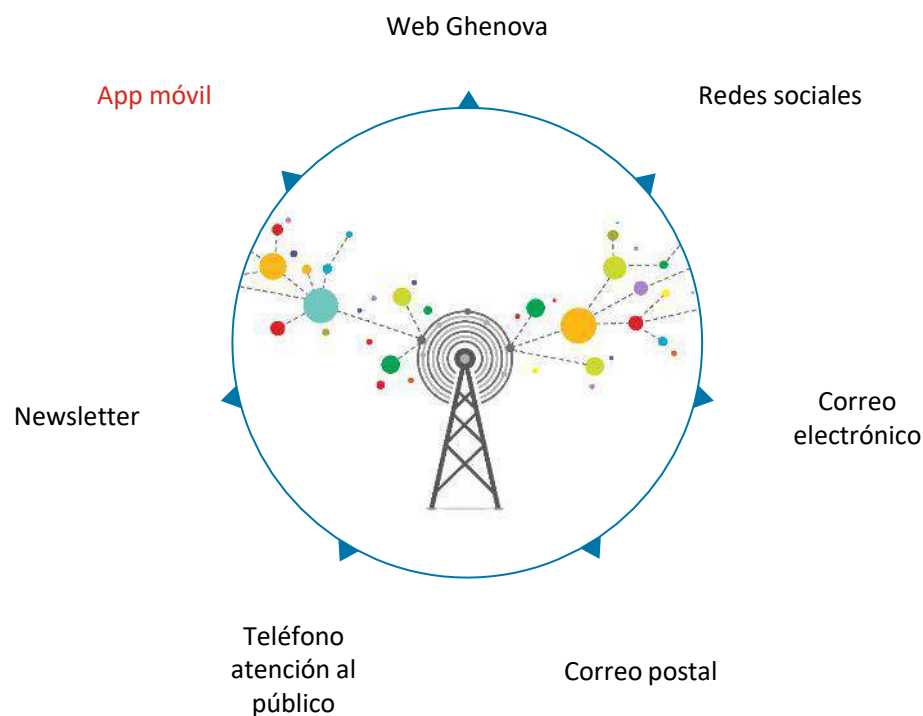 Web Ghenova
App móvil
Redes sociales
Newsletter
Correo
electrónico
Teléfono
atención al
público
Correo postal